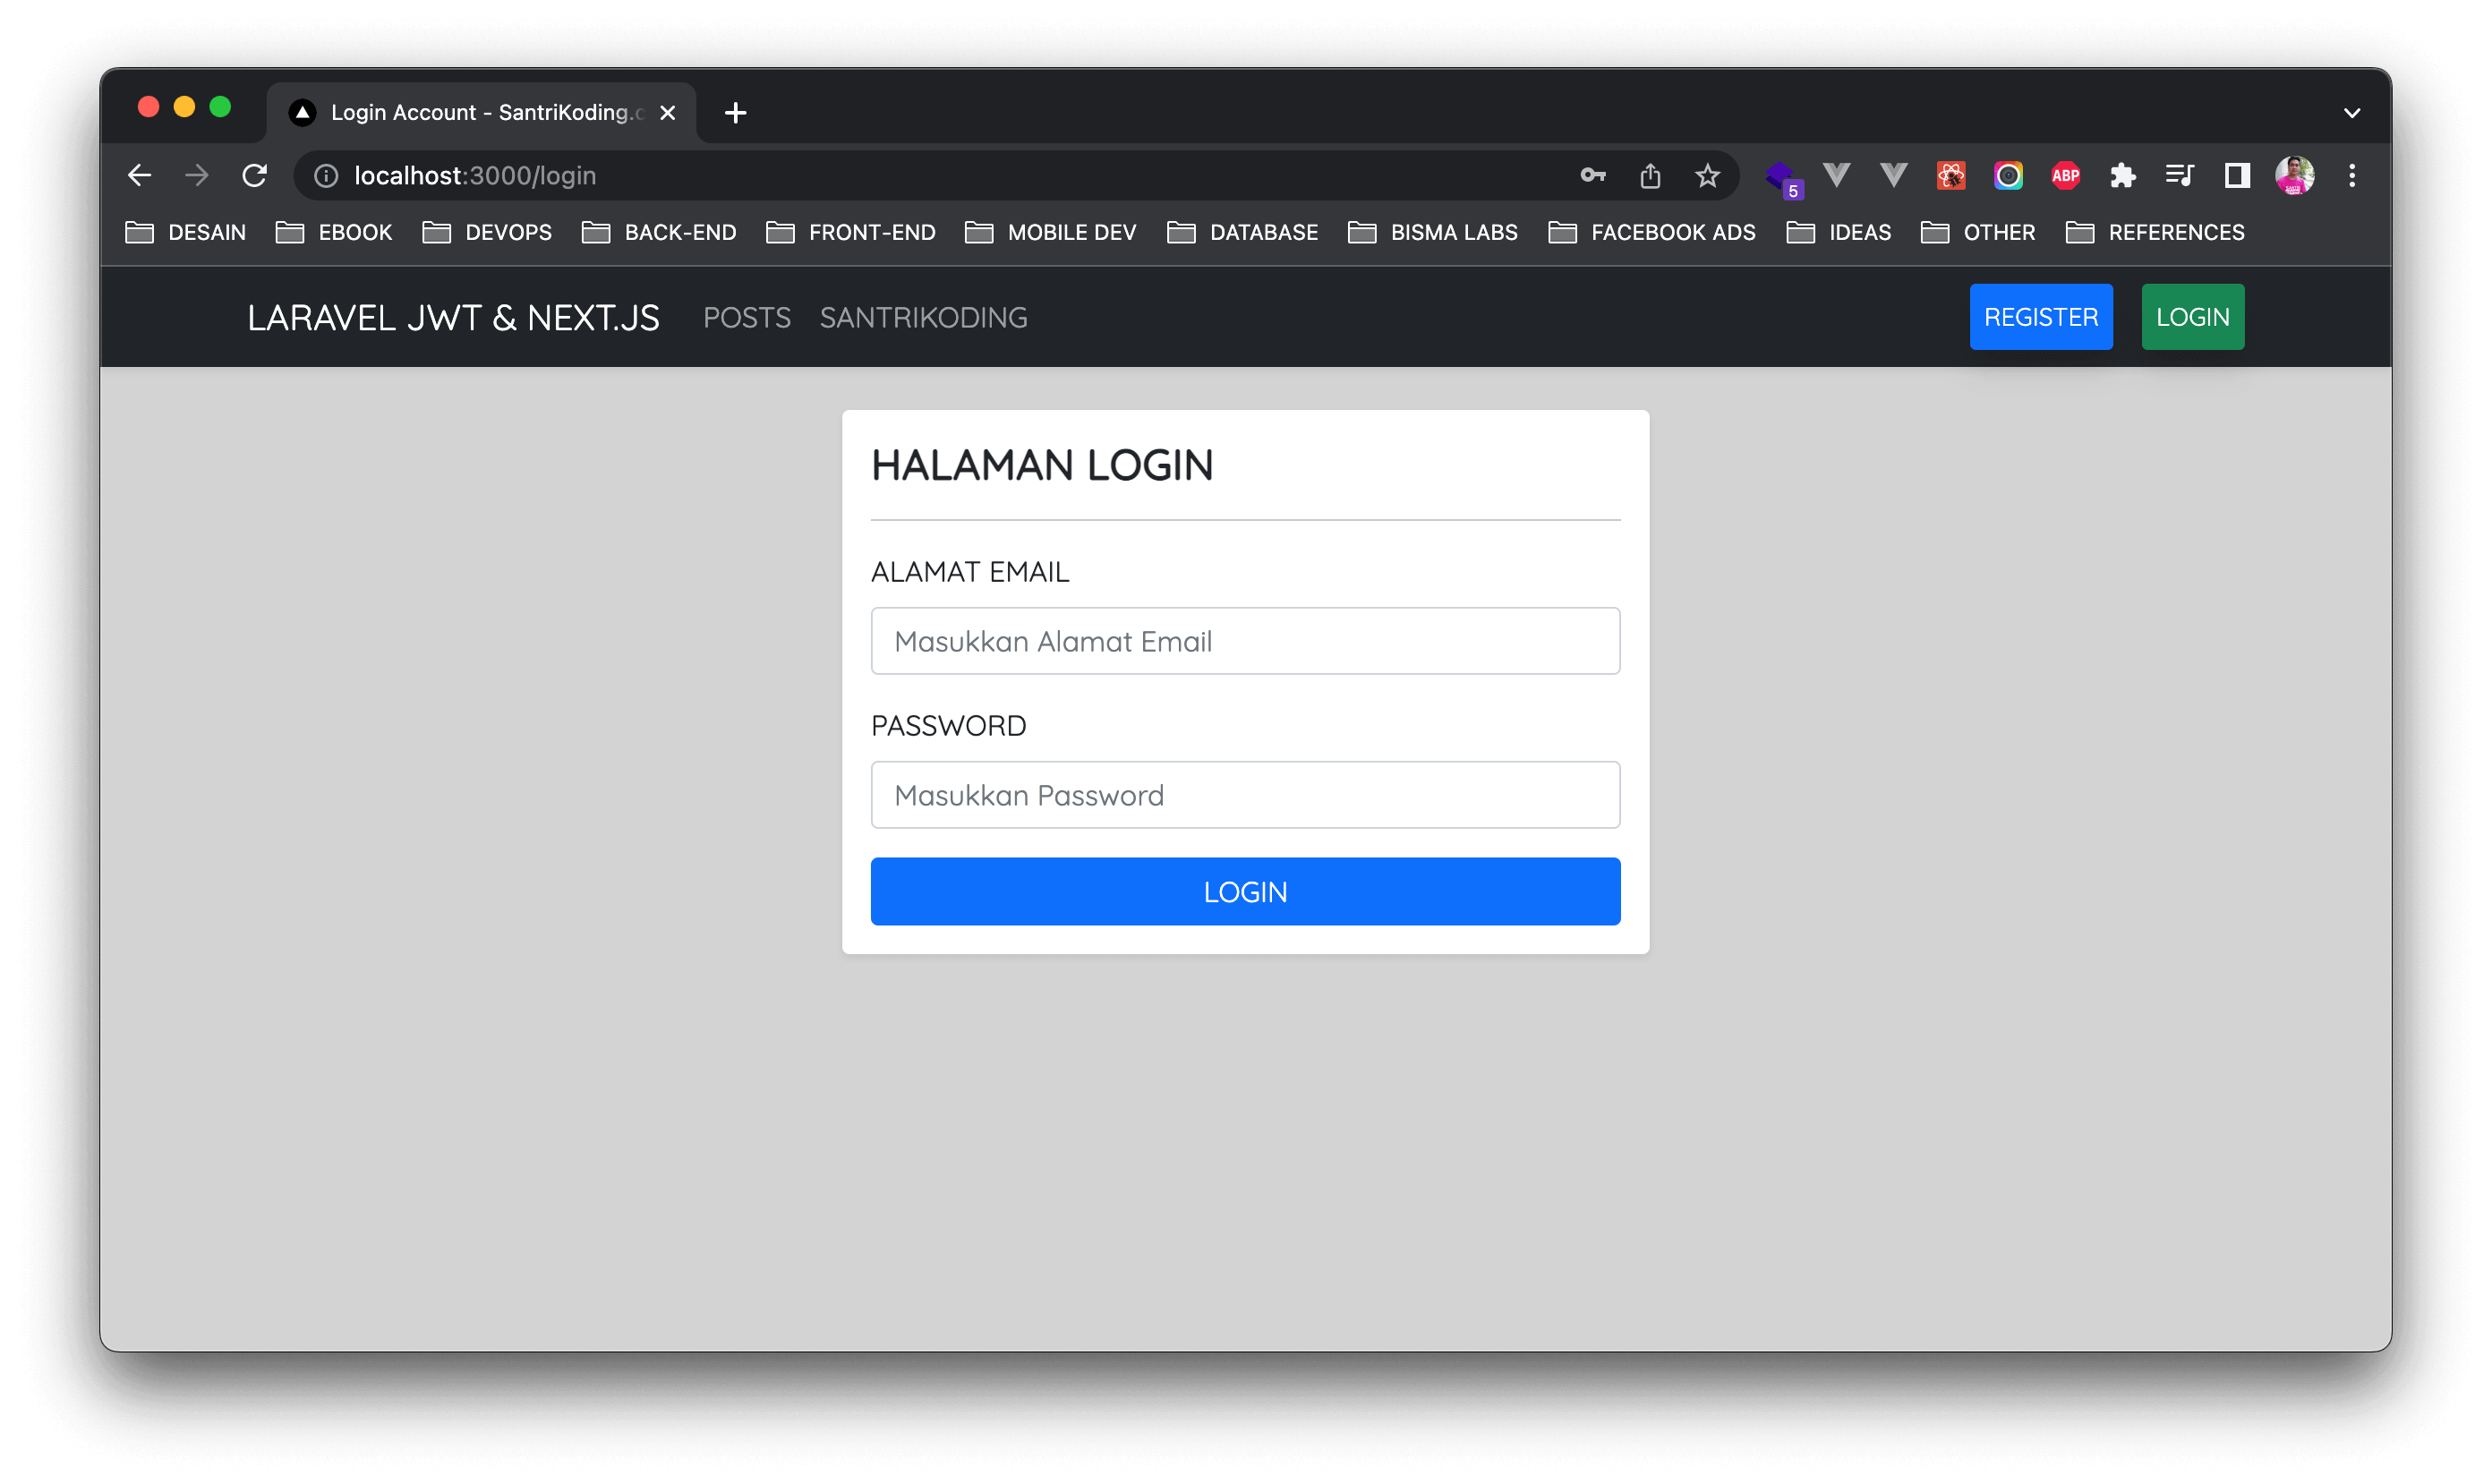 Login Account - SantriKoding.c
localhost:3000/login
5
ABP
DESAIN EBOOK DEVOPS BACK-END FRONT-END MOBILE DEV DATABASE BISMA LABS FACEBOOK ADS IDEAS OTHER REFERENCES
LARAVEL JWT & NEXT.JS POSTS SANTRIKODING REGISTER LOGIN
HALAMAN LOGIN
ALAMAT EMAIL
Masukkan Alamat Email
PASSWORD
Masukkan Password
LOGIN